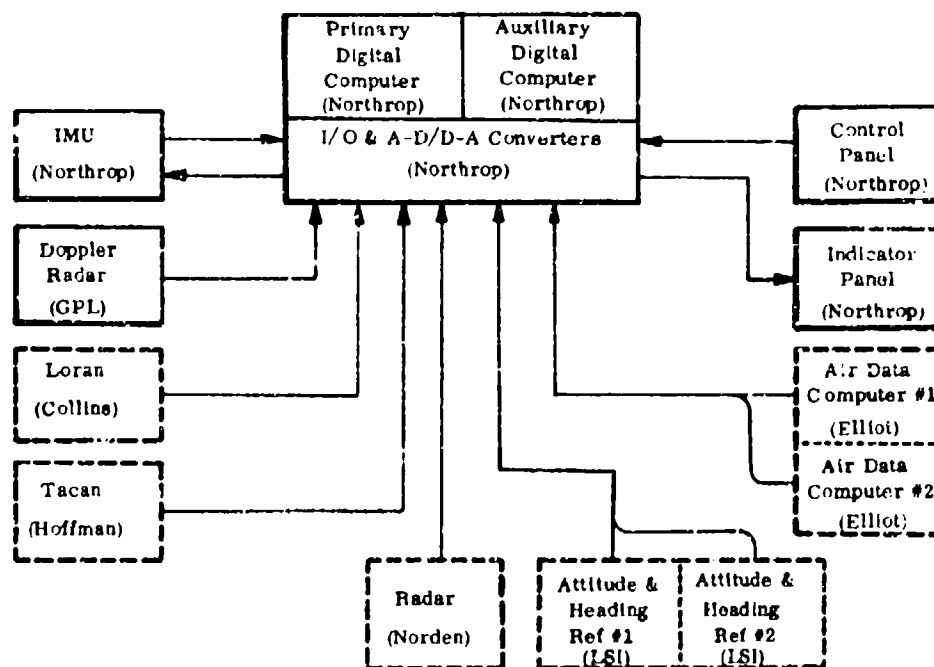 Primary
Digital
Computer
(Northrop)
Auxiliary
Digital
Computer
(Northrop)
I/O & A-D/D-A Converters
(Northrop)
IMU
(Northrop)
Control
Panel
(Northrop)
Doppler
Radar
(GPL)
Indicator
Panel
(Northrop)
Loran
(Collins)
Air Data
Computer #1
(Elliot)
Tacan
(Hoffman)
Air Data
Computer #2
(Elliot)
Radar
(Norden)
Attitude &
Heading
Ref #1
(LSI)
Attitude &
Heading
Ref #2
(LSI)